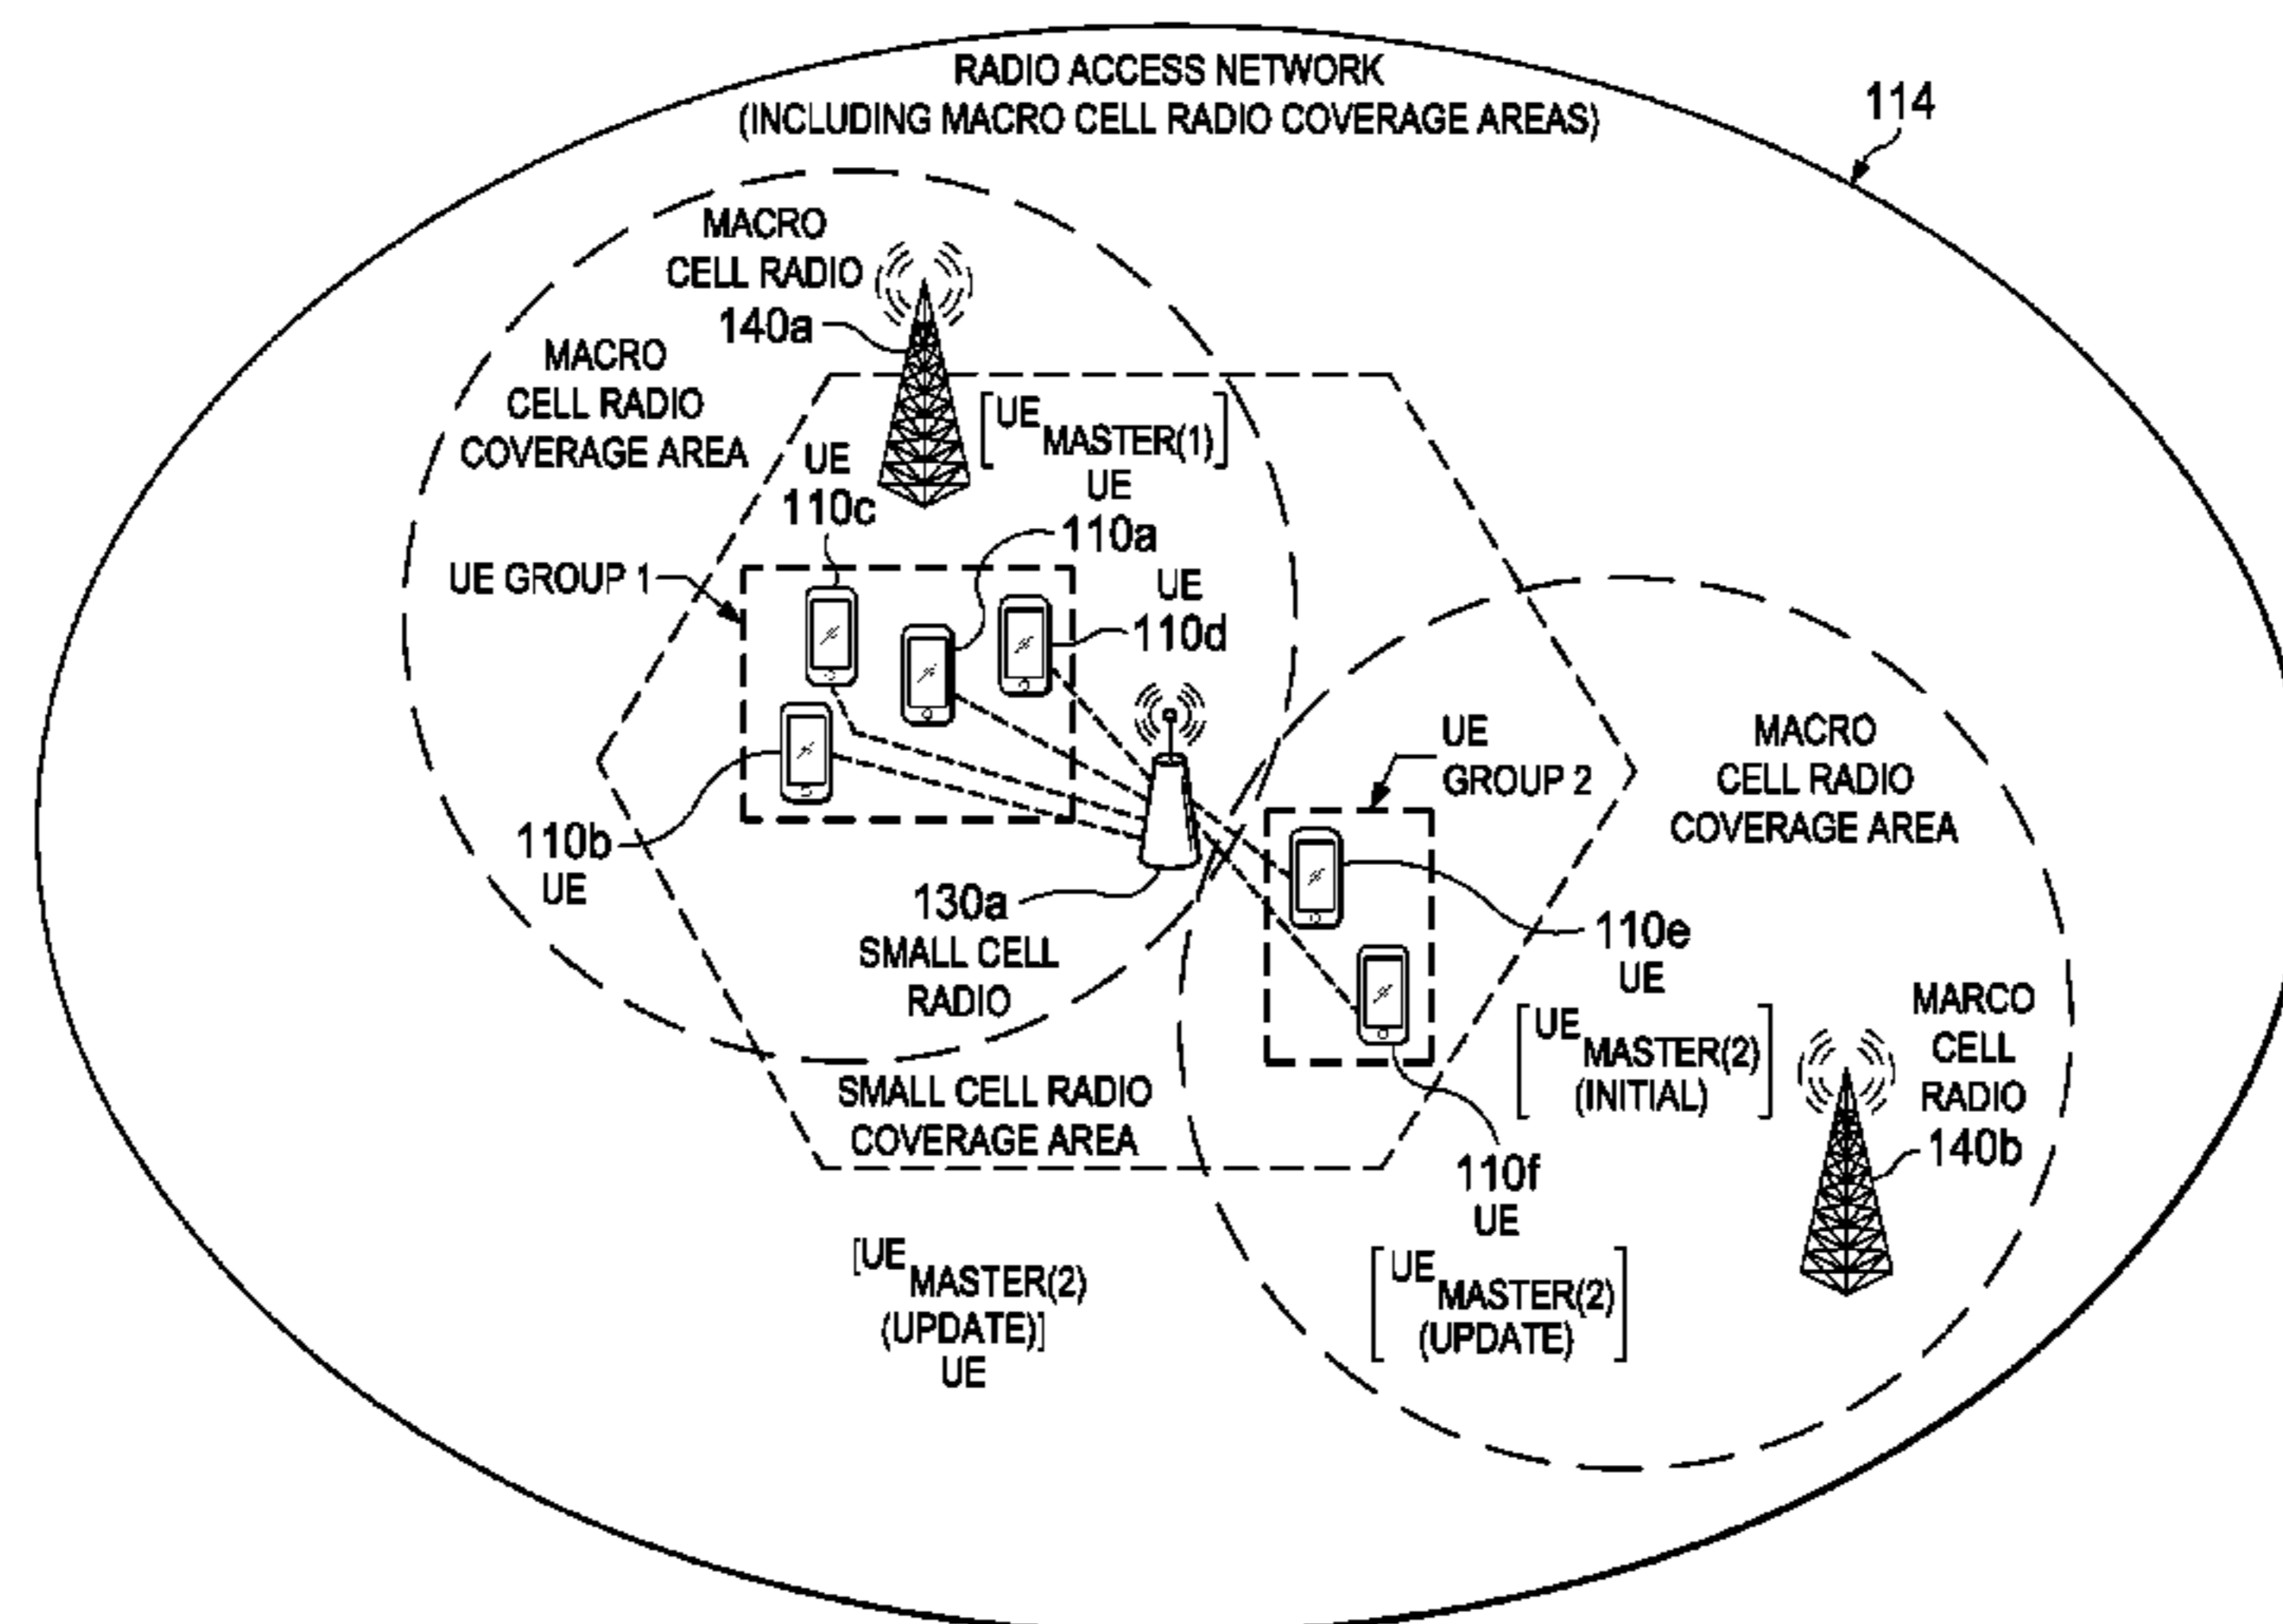 RADIO ACCESS NETWORK
(INCLUDING MACRO CELL RADIO COVERAGE AREAS)
114
MACRO
CELL RADIO
140a
MACRO
CELL RADIO
COVERAGE AREA
[UE MASTER(1)]
UE
110a
UE
110c
UE GROUP 1
UE
110d
UE
GROUP 2
MACRO
CELL RADIO
COVERAGE AREA
110b
UE
130a
SMALL CELL
RADIO
110e
UE
[UE MASTER(2)
(INITIAL)]
MARCO
CELL
RADIO
140b
SMALL CELL RADIO
COVERAGE AREA
110f
UE
[UE MASTER(2)
(UPDATE)]
[UE MASTER(2)
(UPDATE)]
UE